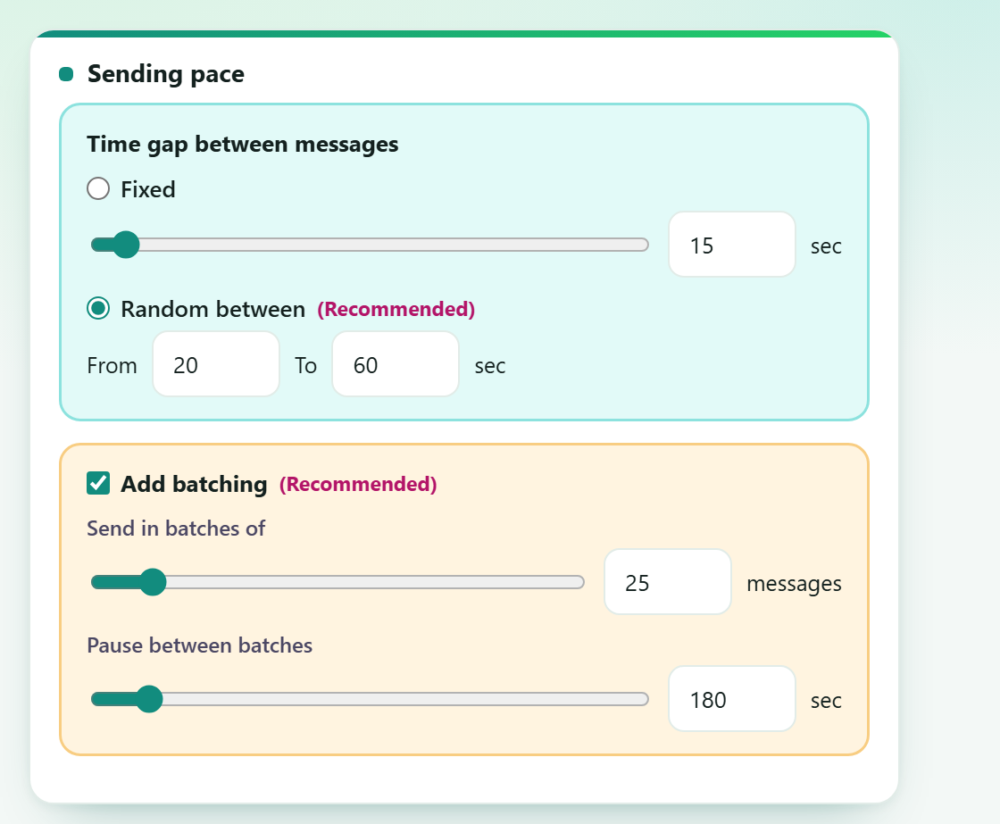 Sending pace
Time gap between messages
Fixed
15 sec
Random between (Recommended)
From 20 To 60 sec
Add batching (Recommended)
Send in batches of
25 messages
Pause between batches
180 sec